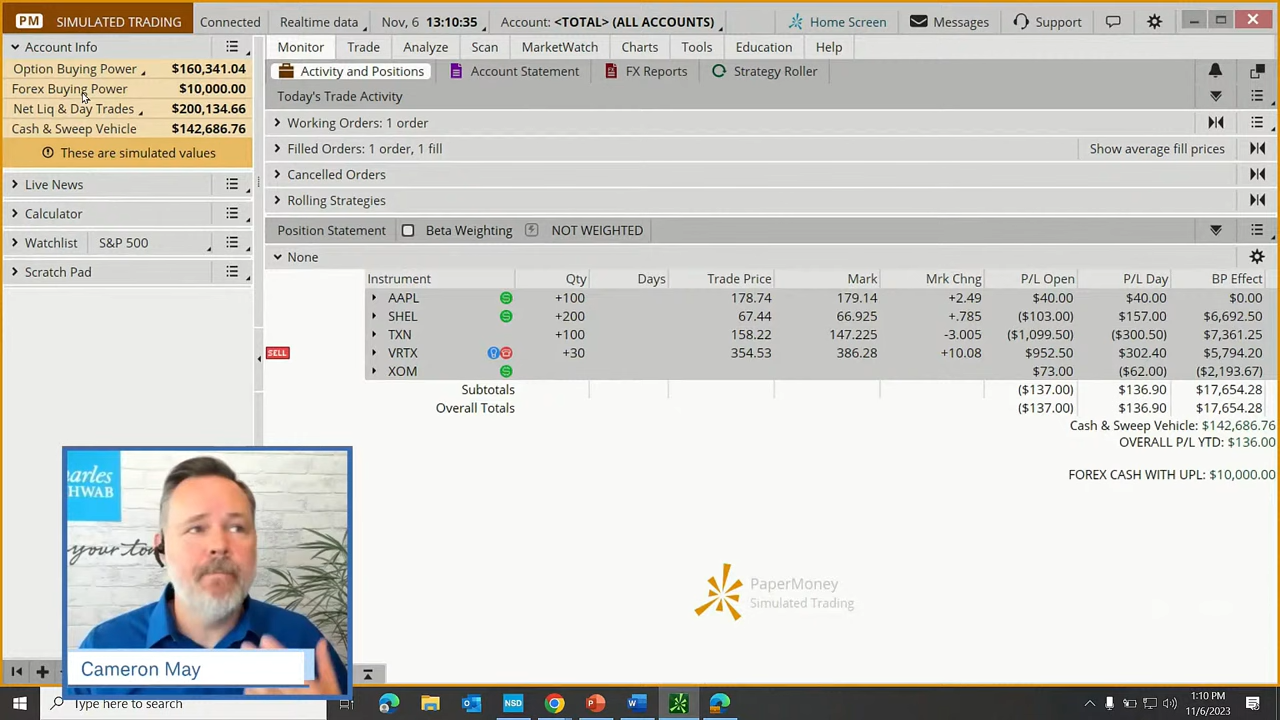 PM SIMULATED TRADING Connected Realtime data Nov, 6 13:10:35 Account: <TOTAL> (ALL ACCOUNTS) Home Screen Messages Support
Account Info
Option Buying Power $160,341.04
Forex Buying Power $10,000.00
Net Liq & Day Trades $200,134.66
Cash & Sweep Vehicle $142,686.76
These are simulated values
Live News
Calculator
Watchlist S&P 500
Scratch Pad
Monitor Trade Analyze Scan MarketWatch Charts Tools Education Help
Activity and Positions Account Statement FX Reports Strategy Roller
Today's Trade Activity
Working Orders: 1 order
Filled Orders: 1 order, 1 fill Show average fill prices
Cancelled Orders
Rolling Strategies
Position Statement Beta Weighting NOT WEIGHTED
None
Instrument Qty Days Trade Price Mark Mrk Chng P/L Open P/L Day BP Effect
AAPL +100 178.74 179.14 +2.49 $40.00 $40.00 $0.00
SHEL +200 67.44 66.925 +.785 ($103.00) $157.00 $6,692.50
TXN +100 158.22 147.225 -3.005 ($1,099.50) ($300.50) $7,361.25
SELL VRTX +30 354.53 386.28 +10.08 $952.50 $302.40 $5,794.20
XOM $73.00 ($62.00) ($2,193.67)
Subtotals ($137.00) $136.90 $17,654.28
Overall Totals ($137.00) $136.90 $17,654.28
Cash & Sweep Vehicle: $142,686.76
OVERALL P/L YTD: $136.00
FOREX CASH WITH UPL: $10,000.00
PaperMoney
Simulated Trading
harles
HWAB
your
Cameron May
Type here to search
NSD
1:10 PM
11/6/2023